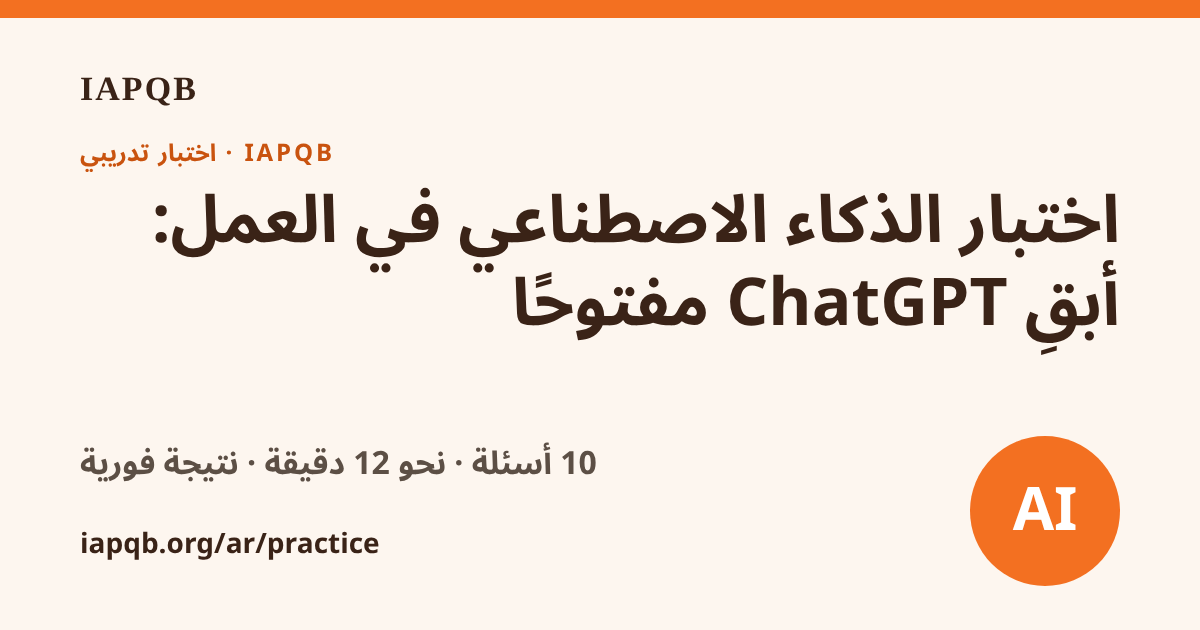 IAPQB
IAPQB · اختبار تدريبي
اختبار الذكاء الاصطناعي في العمل:
أبقِ ChatGPT مفتوحًا
10 أسئلة · نحو 12 دقيقة · نتيجة فورية
iapqb.org/ar/practice
AI